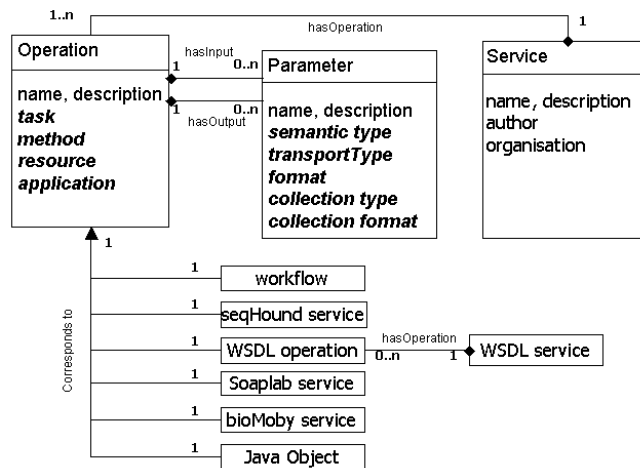 1..n
hasOperation
1
Operation
name, description
task
method
resource
application
hasInput
1
0..n
1
0..n
hasOutput
Parameter
name, description
semantic type
transportType
format
collection type
collection format
Service
name, description
author
organisation
1
Corresponds to
1
workflow
1
seqHound service
1
WSDL operation
hasOperation
0..n
1
WSDL service
1
Soaplab service
1
bioMoby service
1
Java Object